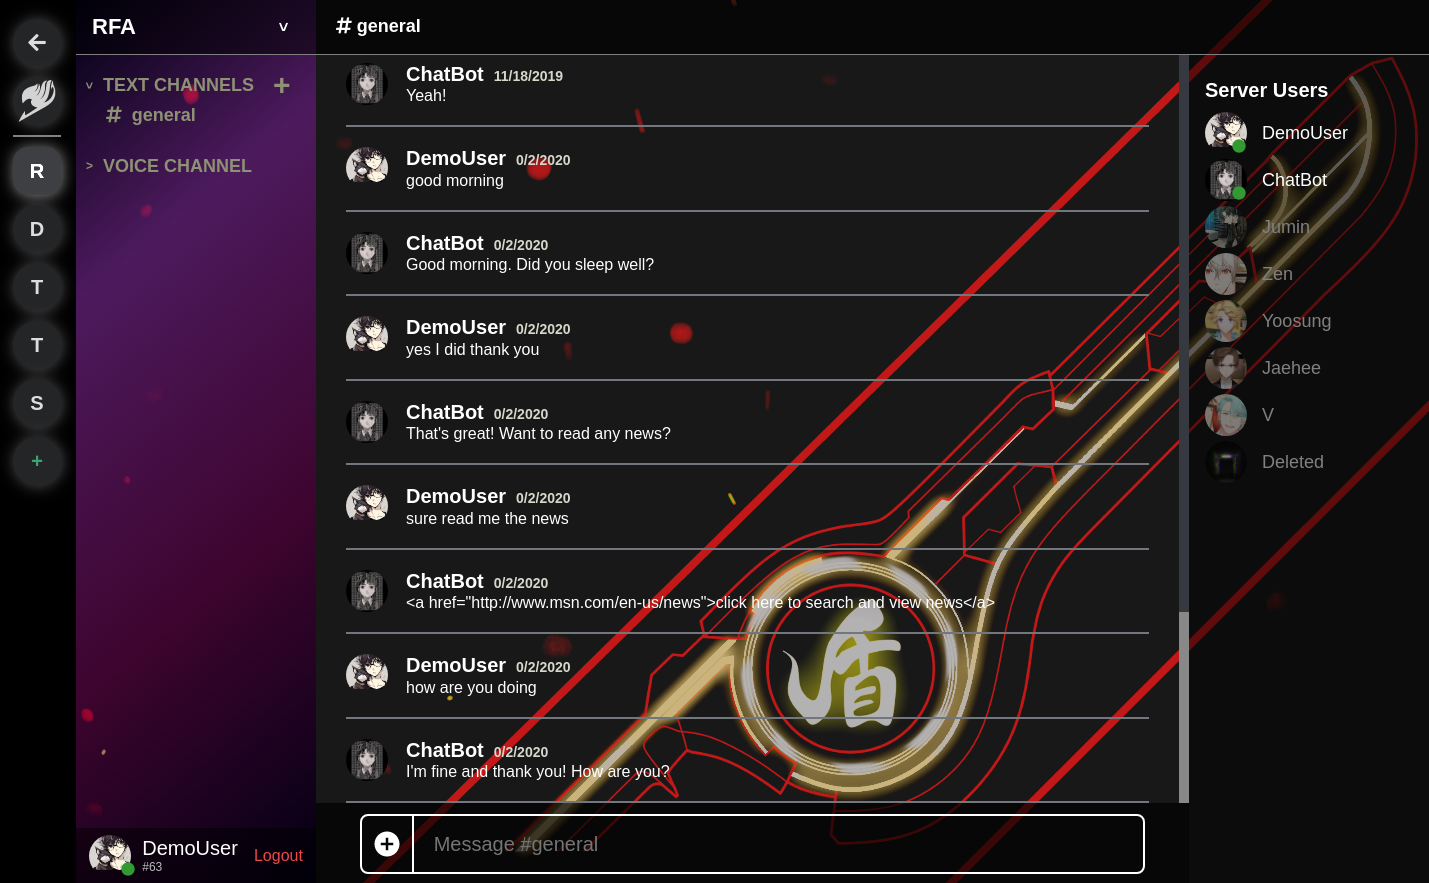 RFA
v
# general
v TEXT CHANNELS +
# general
> VOICE CHANNEL
R
D
T
T
S
+
DemoUser
#63
Logout
ChatBot 11/18/2019
Yeah!
DemoUser 0/2/2020
good morning
ChatBot 0/2/2020
Good morning. Did you sleep well?
DemoUser 0/2/2020
yes I did thank you
ChatBot 0/2/2020
That's great! Want to read any news?
DemoUser 0/2/2020
sure read me the news
ChatBot 0/2/2020
<a href="http://www.msn.com/en-us/news">click here to search and view news</a>
DemoUser 0/2/2020
how are you doing
ChatBot 0/2/2020
I'm fine and thank you! How are you?
盾
Message #general
Server Users
DemoUser
ChatBot
Jumin
Zen
Yoosung
Jaehee
V
Deleted